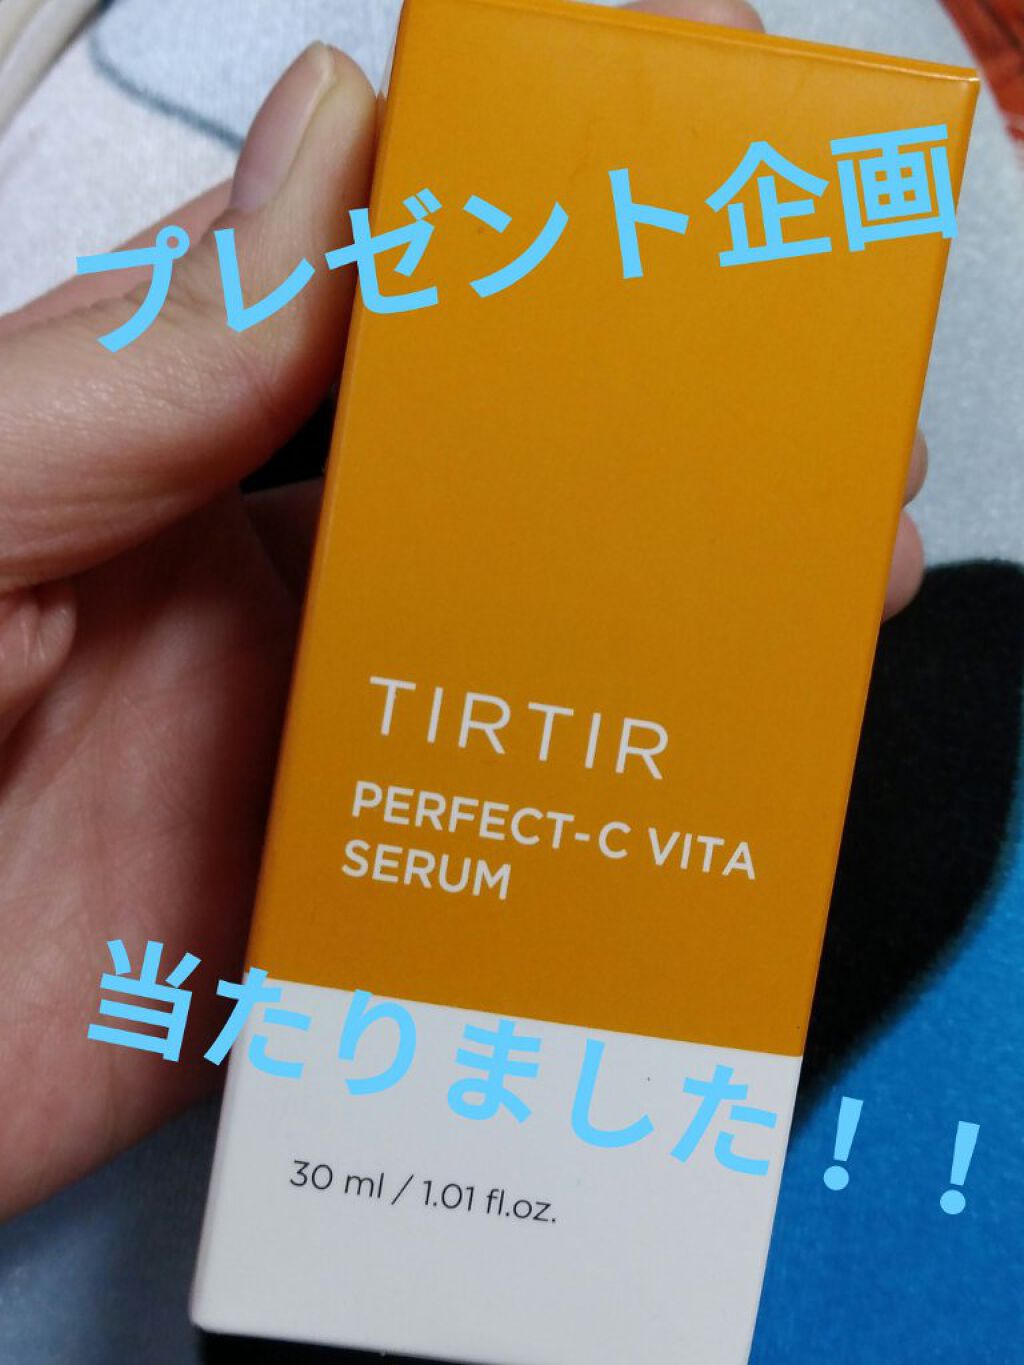 プレゼント企画
TIRTIR
PERFECT-C VITA
SERUM
当たりました！！
30 ml / 1.01 fl.oz.